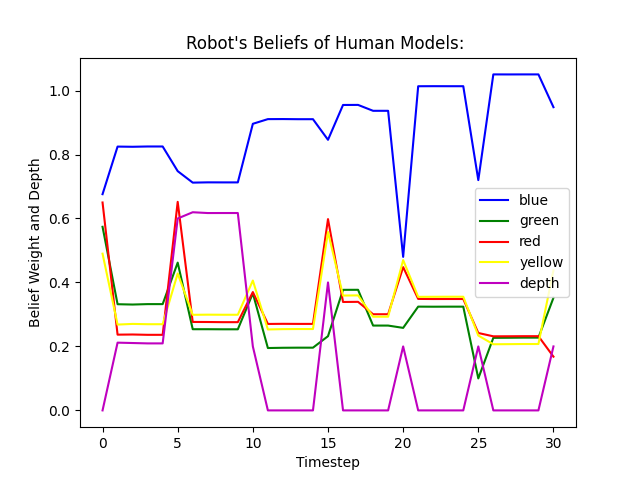 Robot's Beliefs of Human Models:
Belief Weight and Depth
1.0
0.8
0.6
0.4
0.2
0.0
blue
green
red
yellow
depth
0 5 10 15 20 25 30
Timestep